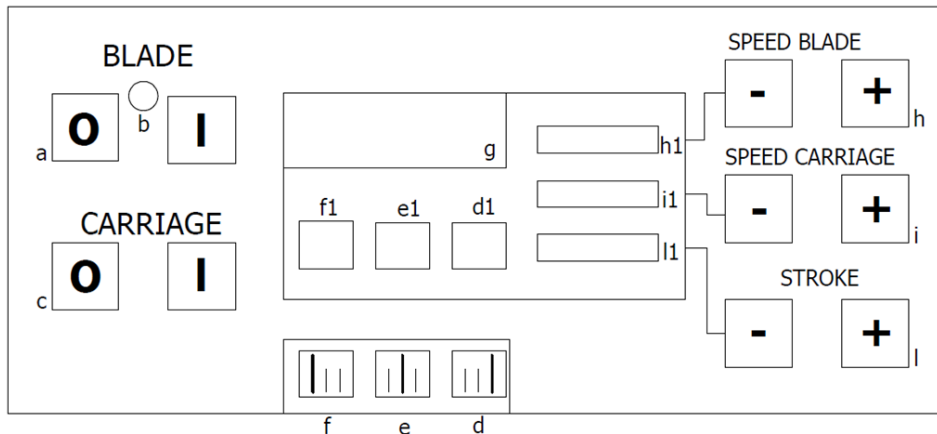 BLADE
O I
a b
CARRIAGE
O I
c
g
f1 e1 d1
h1
i1
l1
f e d
SPEED BLADE
- +
h
SPEED CARRIAGE
- +
i
STROKE
- +
l